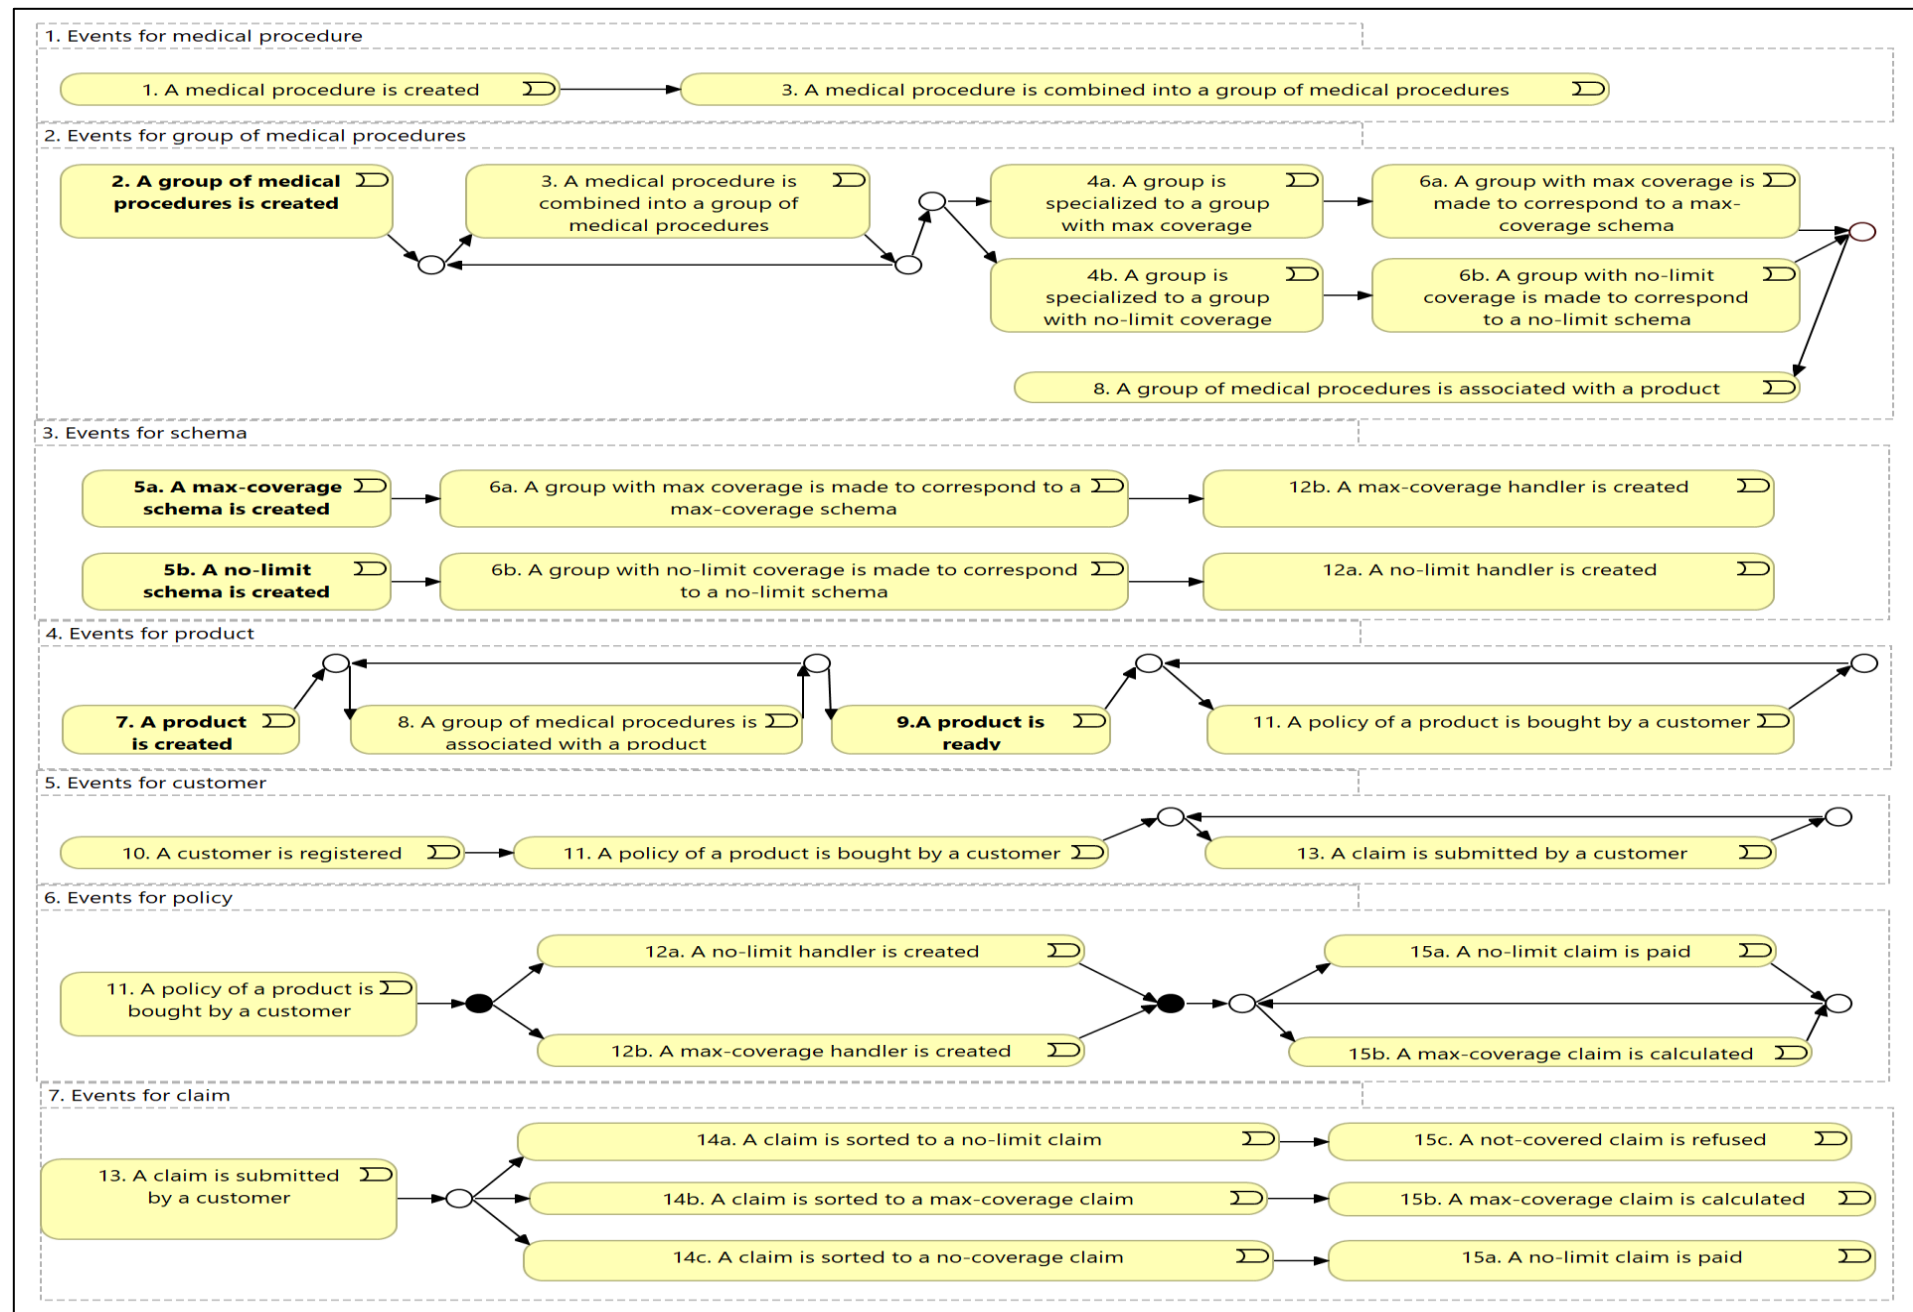 1. Events for medical procedure
1. A medical procedure is created
3. A medical procedure is combined into a group of medical procedures
2. Events for group of medical procedures
2. A group of medical
procedures is created
3. A medical procedure is
combined into a group of
medical procedures
4a. A group is
specialized to a group
with max coverage
6a. A group with max coverage is
made to correspond to a max-
coverage schema
4b. A group is
specialized to a group
with no-limit coverage
6b. A group with no-limit
coverage is made to correspond
to a no-limit schema
8. A group of medical procedures is associated with a product
3. Events for schema
5a. A max-coverage
schema is created
6a. A group with max coverage is made to correspond to a
max-coverage schema
12b. A max-coverage handler is created
5b. A no-limit
schema is created
6b. A group with no-limit coverage is made to correspond
to a no-limit schema
12a. A no-limit handler is created
4. Events for product
7. A product
is created
8. A group of medical procedures is
associated with a product
9.A product is
ready
11. A policy of a product is bought by a customer
5. Events for customer
10. A customer is registered
11. A policy of a product is bought by a customer
13. A claim is submitted by a customer
6. Events for policy
11. A policy of a product is
bought by a customer
12a. A no-limit handler is created
12b. A max-coverage handler is created
15a. A no-limit claim is paid
15b. A max-coverage claim is calculated
7. Events for claim
13. A claim is submitted
by a customer
14a. A claim is sorted to a no-limit claim
15c. A not-covered claim is refused
14b. A claim is sorted to a max-coverage claim
15b. A max-coverage claim is calculated
14c. A claim is sorted to a no-coverage claim
15a. A no-limit claim is paid